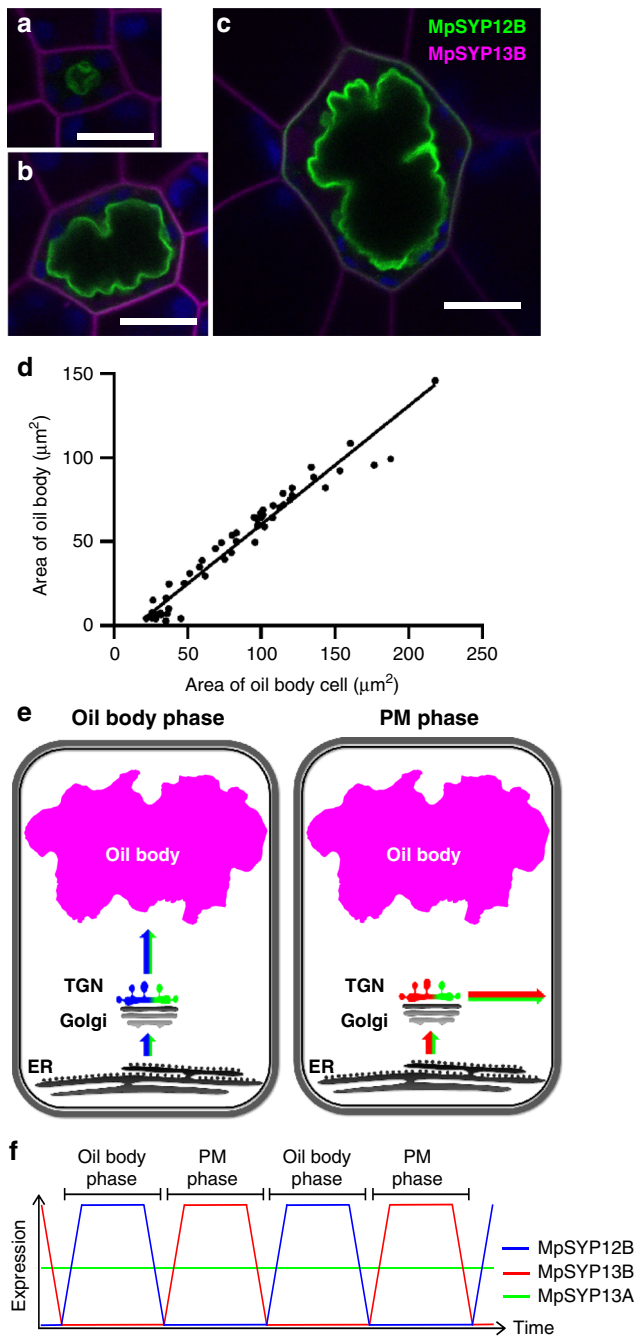 a
c
MpSYP12B
MpSYP13B
b
d
150
100
50
0
Area of oil body (μm²)
0
50
100
150
200
250
Area of oil body cell (μm²)
e
Oil body phase
PM phase
Oil body
Oil body
TGN
Golgi
ER
TGN
Golgi
ER
f
Oil body
phase
PM
phase
Oil body
phase
PM
phase
Expression
MpSYP12B
MpSYP13B
MpSYP13A
Time